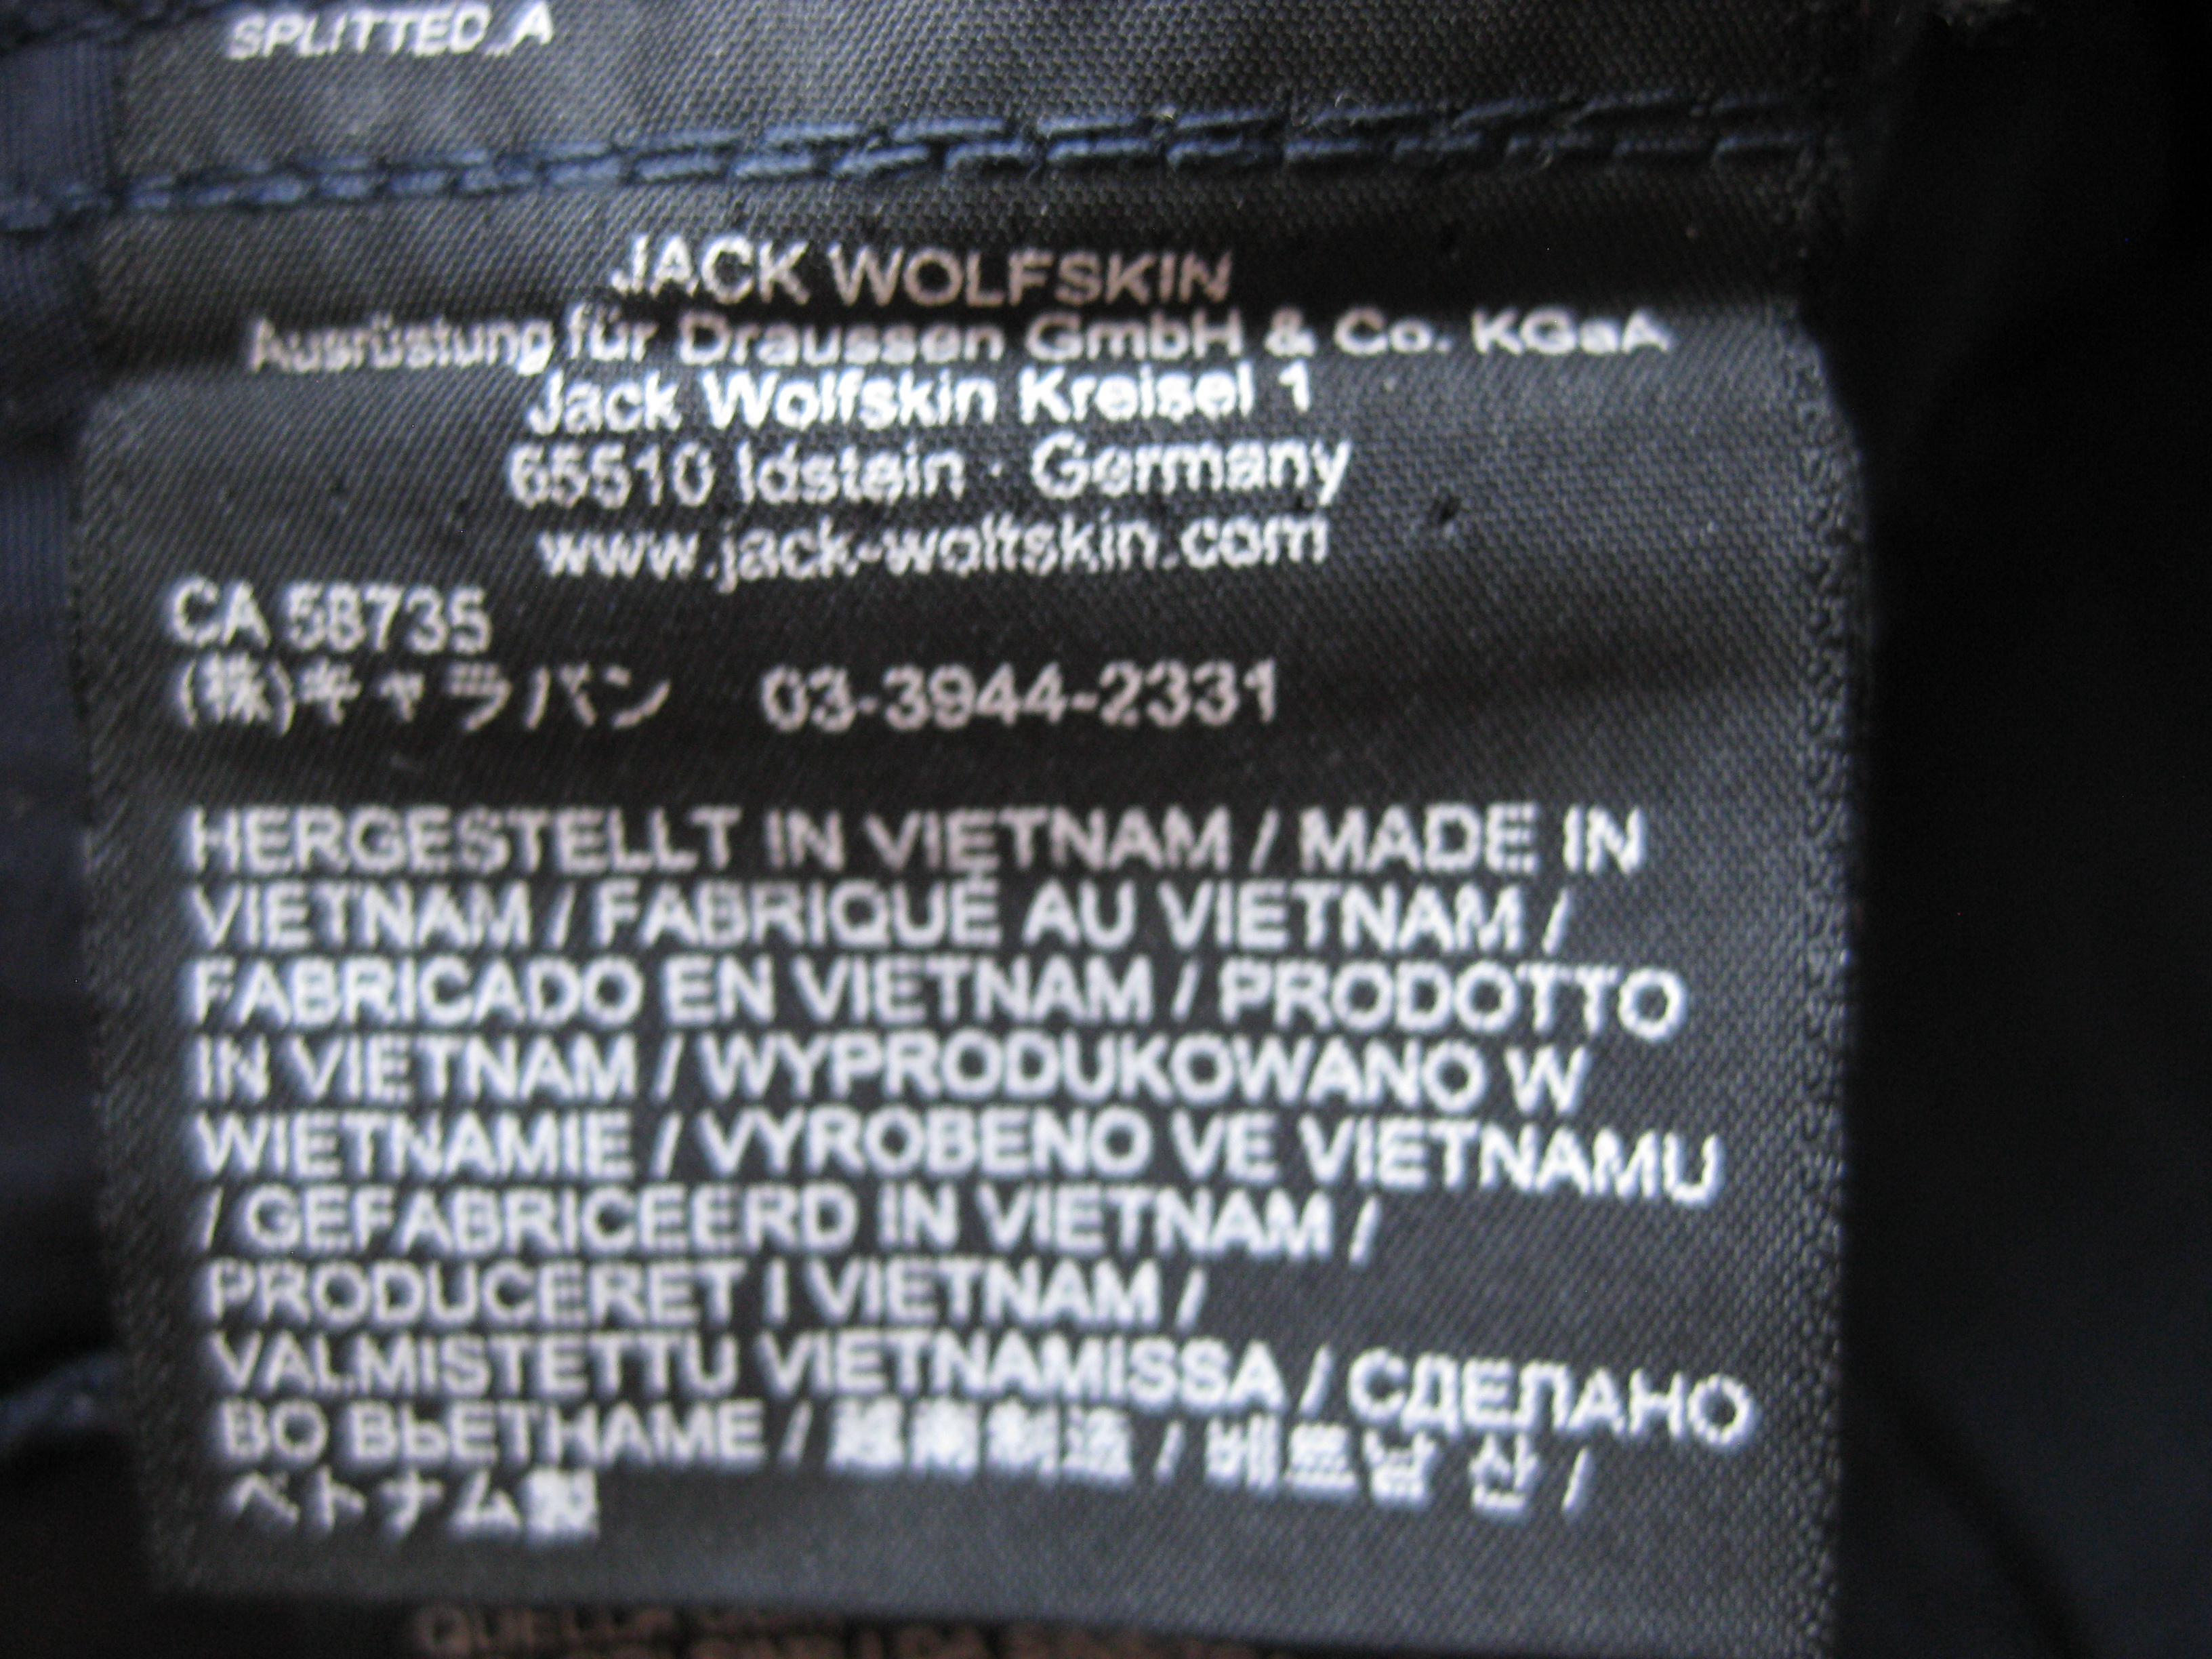 SPLITTED_A
JACK WOLFSKIN
Ausrüstung für Draussen GmbH & Co. KGaA
Jack Wolfskin Kreisel 1
65510 Idstein · Germany
www.jack-wolfskin.com
CA 58735
(株)キャラバン 03-3944-2331
HERGESTELLT IN VIETNAM / MADE IN
VIETNAM / FABRIQUÉ AU VIETNAM /
FABRICADO EN VIETNAM / PRODOTTO
IN VIETNAM / WYPRODUKOWANO W
WIETNAMIE / VYROBENO VE VIETNAMU
/ GEFABRICEERD IN VIETNAM /
PRODUCERET I VIETNAM /
VALMISTETTU VIETNAMISSA / СДЕЛАНО
ВО ВЬЕТНАМЕ / 越南制造 / 베트남 산 /
ベトナム製